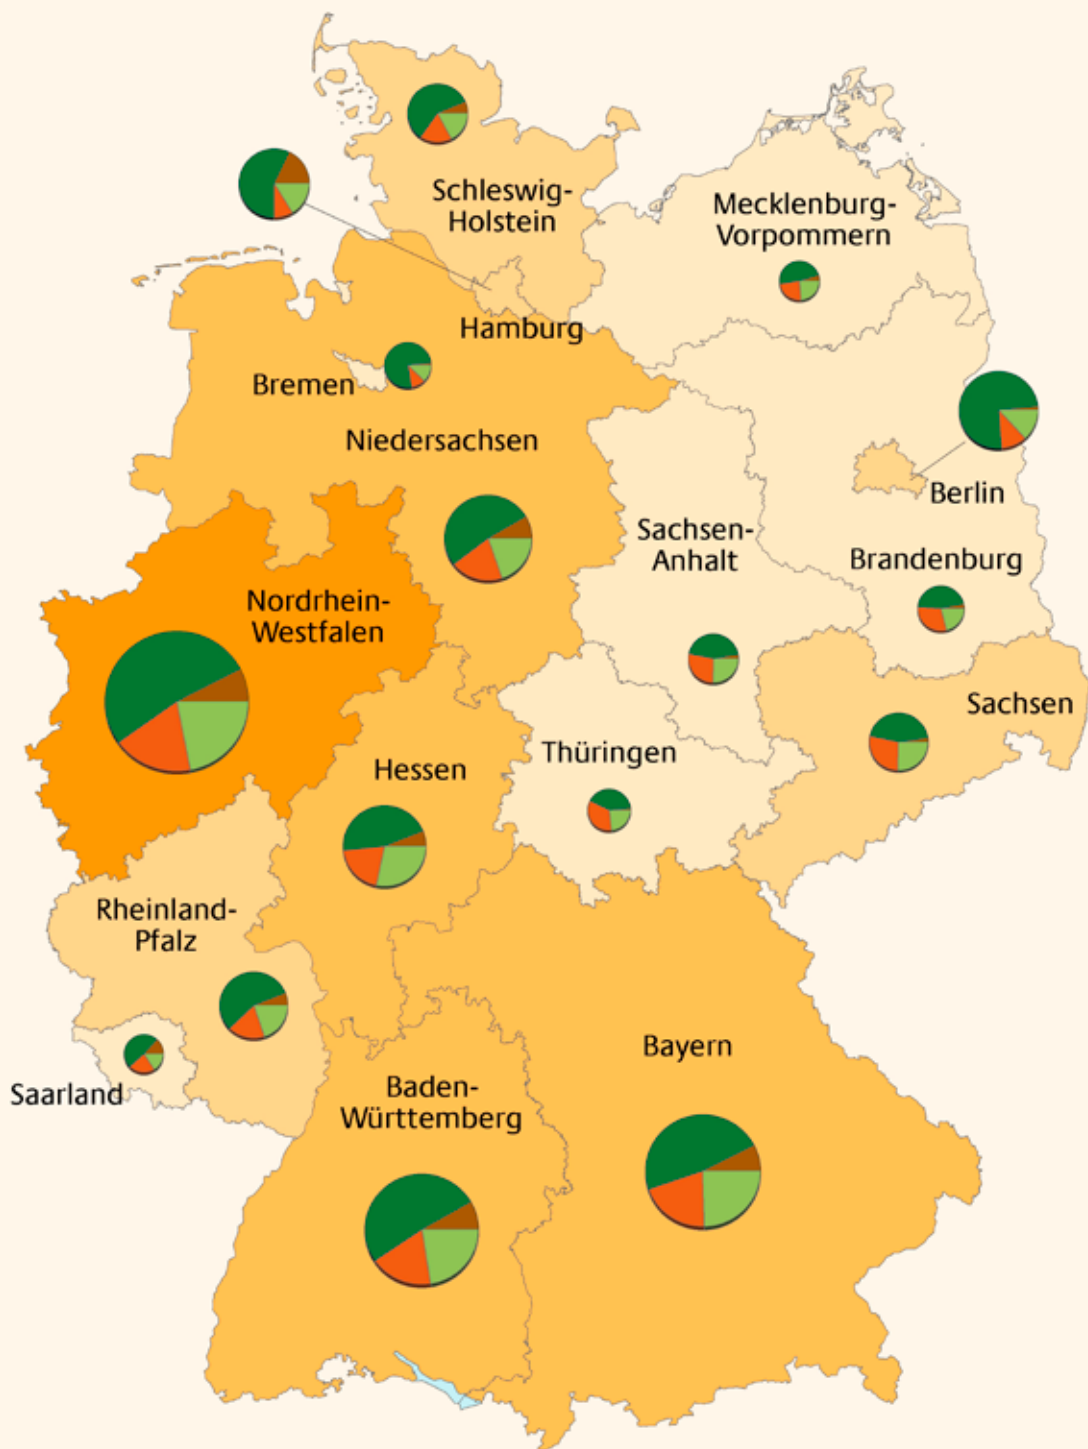 Schleswig-
Holstein
Mecklenburg-
Vorpommern
Hamburg
Bremen
Niedersachsen
Berlin
Sachsen-
Anhalt
Brandenburg
Nordrhein-
Westfalen
Sachsen
Thüringen
Hessen
Rheinland-
Pfalz
Bayern
Saarland
Baden-
Württemberg